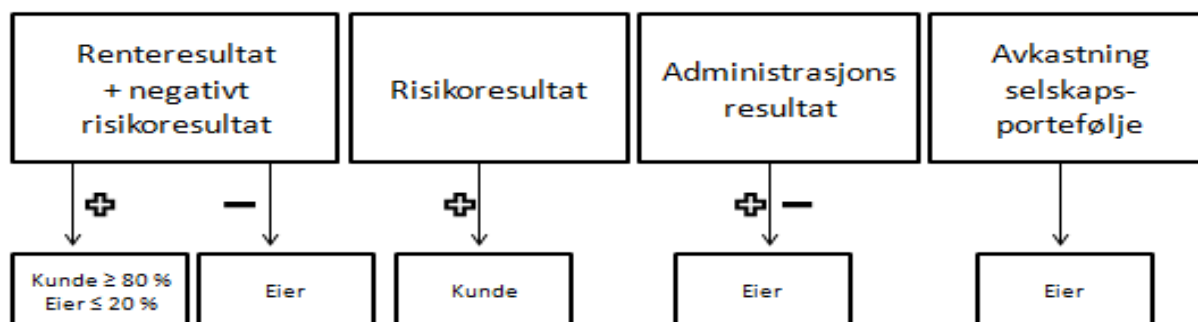 Renteresultat
+ negativt
risikoresultat
Risikoresultat
Administrasjons
resultat
Avkastning
selskaps-
portefølje
+
−
+
+ −
Kunde ≥ 80 %
Eier ≤ 20 %
Eier
Kunde
Eier
Eier